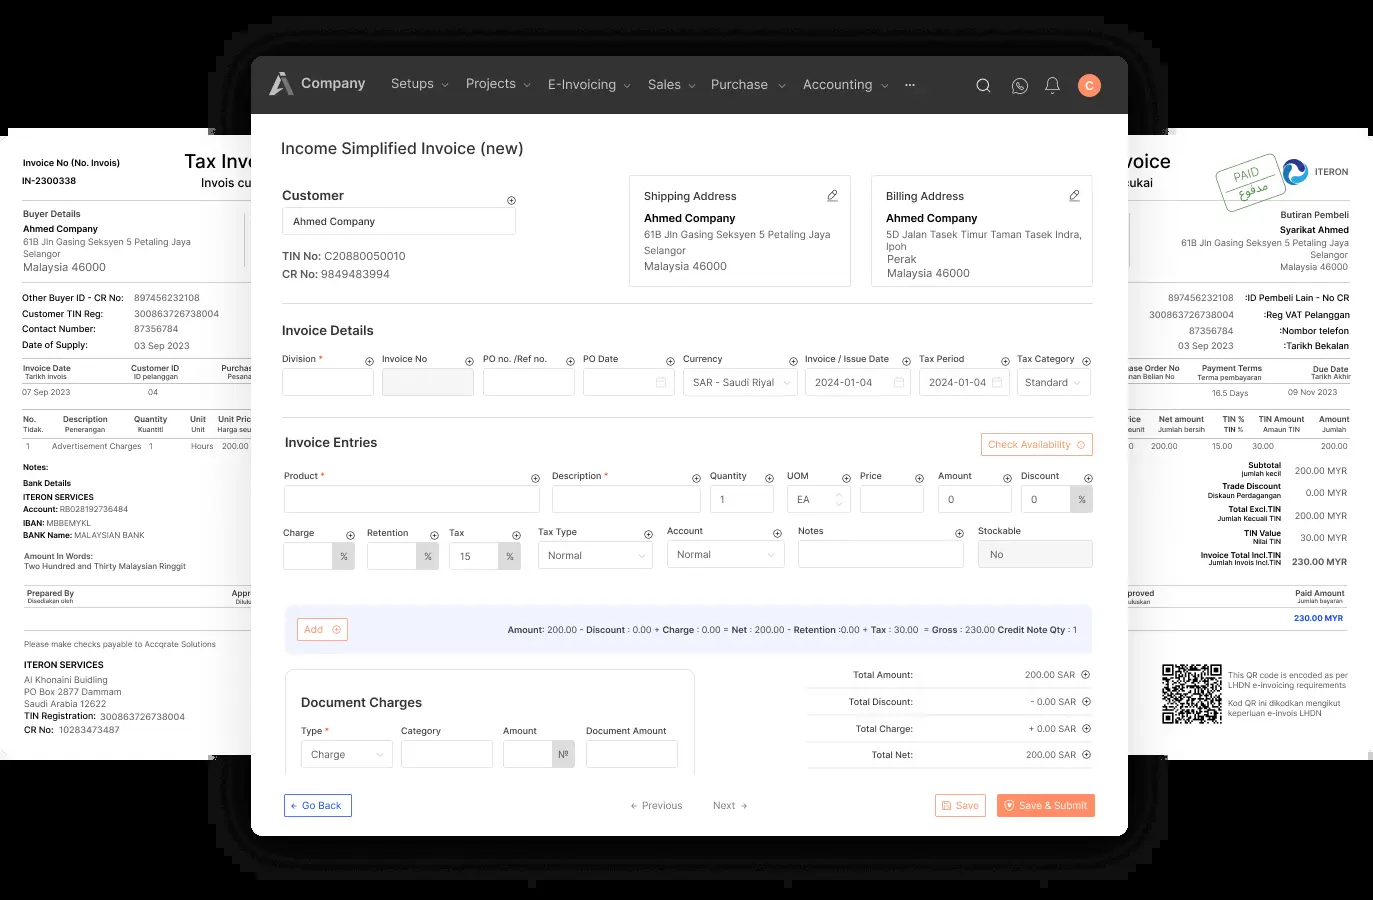 Company
Setups
Projects
E-Invoicing
Sales
Purchase
Accounting
...
C
Income Simplified Invoice (new)
Customer
Ahmed Company
TIN No: C20880050010
CR No: 9849483994
Shipping Address
Ahmed Company
61B Jln Gasing Seksyen 5 Petaling Jaya
Selangor
Malaysia 46000
Billing Address
Ahmed Company
5D Jalan Tasek Timur Taman Tasek Indra,
Ipoh
Perak
Malaysia 46000
Invoice Details
Division *
Invoice No
PO no. /Ref no.
PO Date
Currency
Invoice / Issue Date
Tax Period
Tax Category
SAR - Saudi Riyal
2024-01-04
2024-01-04
Standard
Invoice Entries
Check Availability
Product *
Description *
Quantity
UOM
Price
Amount
Discount
1
EA
0
0
%
Charge
Retention
Tax
Tax Type
Account
Notes
Stockable
%
%
15
%
Normal
Normal
No
Add
Amount: 200.00 - Discount : 0.00 + Charge : 0.00 = Net : 200.00 - Retention :0.00 + Tax : 30.00 = Gross : 230.00 Credit Note Qty : 1
Document Charges
Type *
Category
Amount
Document Amount
Charge
№
Total Amount: 200.00 SAR
Total Discount: - 0.00 SAR
Total Charge: + 0.00 SAR
Total Net: 200.00 SAR
Go Back
Previous
Next
Save
Save & Submit
Invoice No (No. Invois)
IN-2300338
Tax Invo
Invois cu
Buyer Details
Ahmed Company
61B Jln Gasing Seksyen 5 Petaling Jaya
Selangor
Malaysia 46000
Other Buyer ID - CR No: 897456232108
Customer TIN Reg: 300863726738004
Contact Number: 87356784
Date of Supply: 03 Sep 2023
Invoice Date
Tarikh invois
Customer ID
ID pelanggan
Purchas
Pesana
07 Sep 2023
04
No.
Tidak.
Description
Penerangan
Quantity
Kuantiti
Unit
Unit
Unit Pric
Harga seu
1 Advertisement Charges 1 Hours 200.00
Notes:
Bank Details
ITERON SERVICES
Account: RB028192736484
IBAN: MBBEMYKL
BANK Name: MALAYSIAN BANK
Amount In Words:
Two Hundred and Thirty Malaysian Ringgit
Prepared By
Disediakan oleh
Appr
Dilulu
Please make checks payable to Accqrate Solutions
ITERON SERVICES
Al Khonaini Buidling
PO Box 2877 Dammam
Saudi Arabia 12622
TIN Registration: 300863726738004
CR No: 10283473487
voice
cukai
PAID
مدفوع
ITERON
Butiran Pembeli
Syarikat Ahmed
61B Jln Gasing Seksyen 5 Petaling Jaya
Selangor
Malaysia 46000
897456232108 :ID Pembeli Lain - No CR
300863726738004 :Reg VAT Pelanggan
87356784 :Nombor telefon
03 Sep 2023 :Tarikh Bekalan
ase Order No
nan Belian No
Payment Terms
Terma pembayaran
Due Date
Tarikh Akhir
16.5 Days
09 Nov 2023
rice
eunit
Net amount
Jumlah bersih
TIN %
TIN %
TIN Amount
Amaun TIN
Amount
Jumlah
0 200.00 15.00 30.00 200.00
Subtotal
jumlah kecil
200.00 MYR
Trade Discount
Diskaun Perdagangan
0.00 MYR
Total Excl.TIN
Jumlah Kecuali TIN
200.00 MYR
TIN Value
Nilai TIN
30.00 MYR
Invoice Total Incl.TIN
Jumlah Invois Incl.TIN
230.00 MYR
proved
uluskan
Paid Amount
Jumlah bayaran
230.00 MYR
This QR code is encoded as per
LHDN e-invoicing requirements
Kod QR ini dikodkan mengikut
keperluan e-invois LHDN